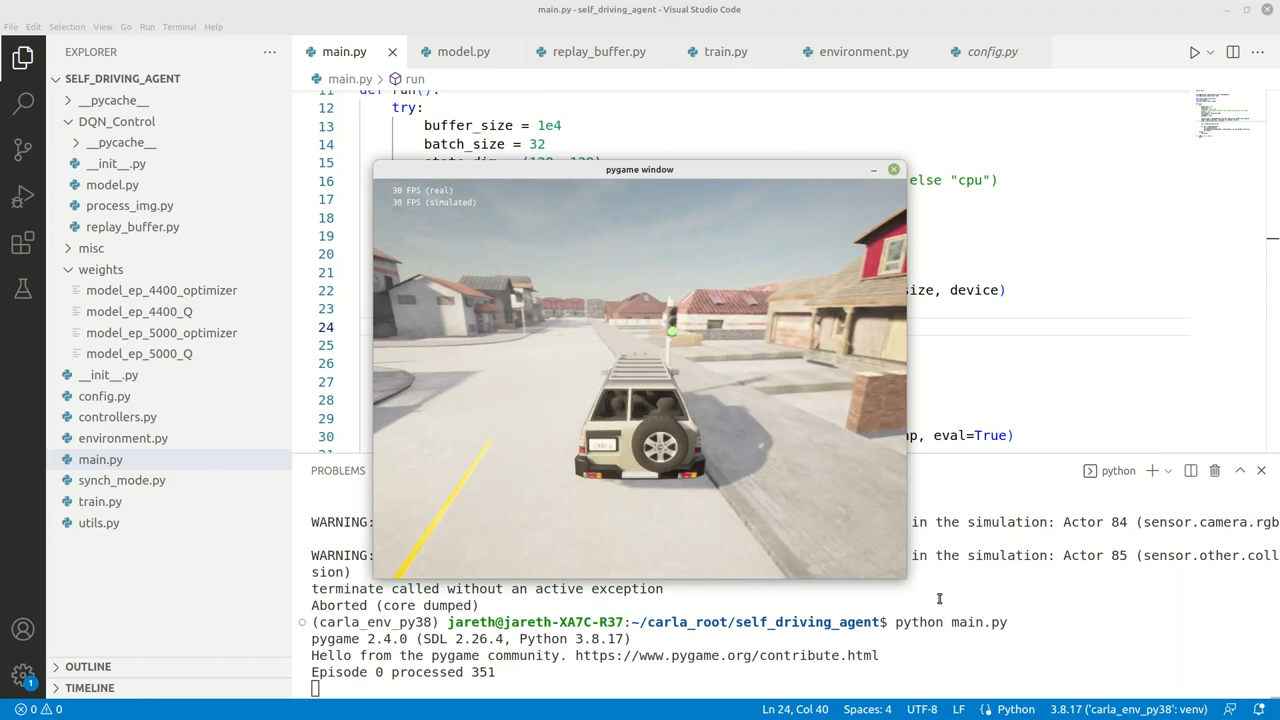 main.py - self_driving_agent - Visual Studio Code
File Edit Selection View Go Run Terminal Help
EXPLORER
SELF_DRIVING_AGENT
__pycache__
DQN_Control
__pycache__
__init__.py
model.py
process_img.py
replay_buffer.py
misc
weights
model_ep_4400_optimizer
model_ep_4400_Q
model_ep_5000_optimizer
model_ep_5000_Q
__init__.py
config.py
controllers.py
environment.py
main.py
synch_mode.py
train.py
utils.py
OUTLINE
TIMELINE
main.py model.py replay_buffer.py train.py environment.py config.py
main.py > run
11 def run():
12 try:
13 buffer_size = 1e4
14 batch_size = 32
15
16 else "cpu")
17
18
19
20
21
22 size, device)
23
24
25
26
27
28
29
30 eval=True)
pygame window
30 FPS (real)
30 FPS (simulated)
PROBLEMS
python
WARNING: in the simulation: Actor 84 (sensor.camera.rgb
WARNING: in the simulation: Actor 85 (sensor.other.colli
sion)
terminate called without an active exception
Aborted (core dumped)
(carla_env_py38) jareth@jareth-XA7C-R37:~/carla_root/self_driving_agent$ python main.py
pygame 2.4.0 (SDL 2.26.4, Python 3.8.17)
Hello from the pygame community. https://www.pygame.org/contribute.html
Episode 0 processed 351
1
0 0 Ln 24, Col 40 Spaces: 4 UTF-8 LF Python 3.8.17 ('carla_env_py38': venv)